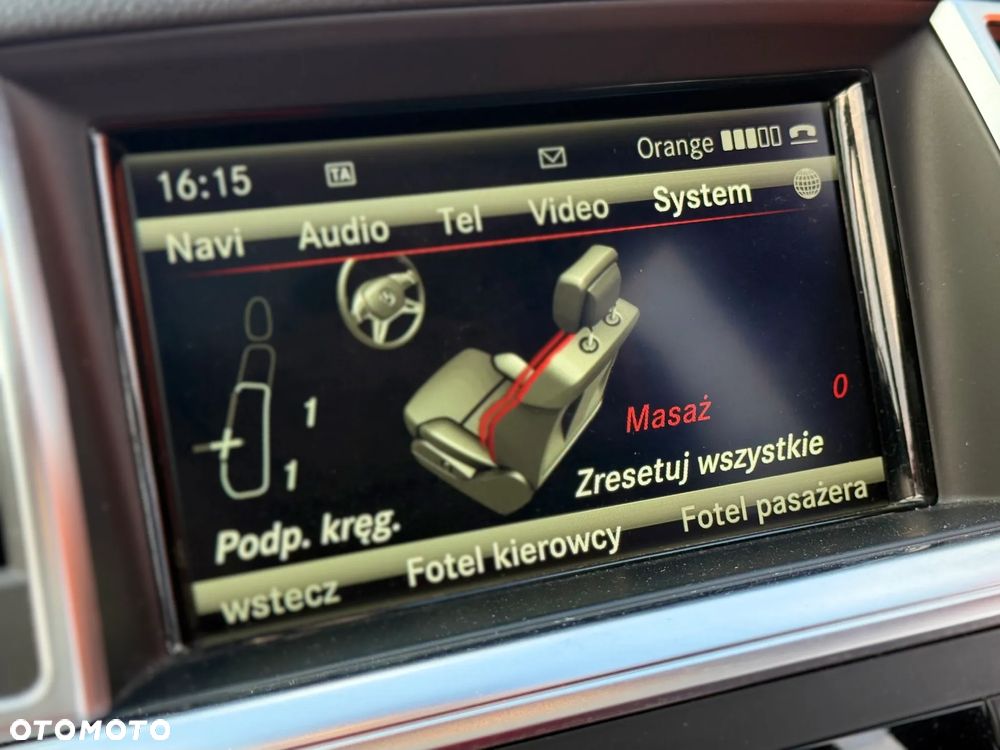 16:15 TA Orange
Navi Audio Tel Video System
1
Masaż 0
1
Zresetuj wszystkie
Podp. kręg.
wstecz Fotel kierowcy Fotel pasażera
OTOMOTO